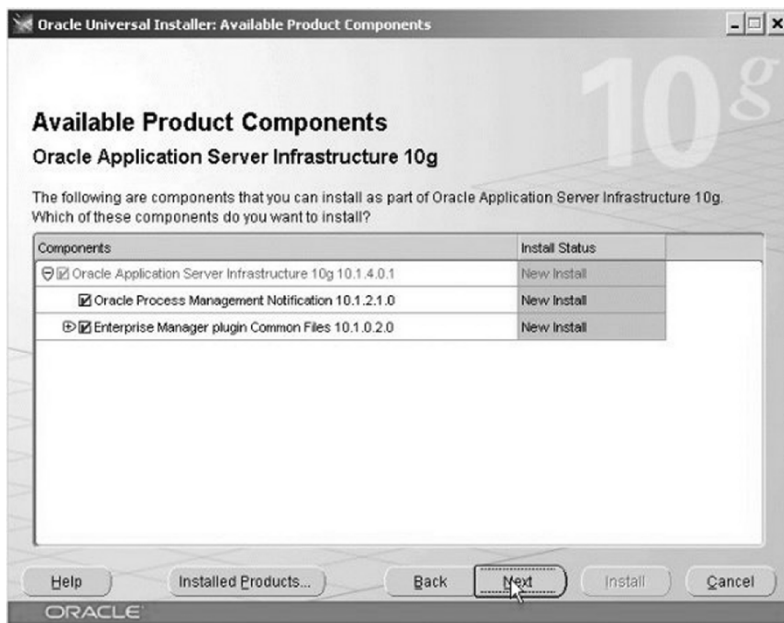 Oracle Universal Installer: Available Product Components
10g
Available Product Components
Oracle Application Server Infrastructure 10g
The following are components that you can install as part of Oracle Application Server Infrastructure 10g.
Which of these components do you want to install?
Components Install Status
Oracle Application Server Infrastructure 10g 10.1.4.0.1 New Install
Oracle Process Management Notification 10.1.2.1.0 New Install
Enterprise Manager plugin Common Files 10.1.0.2.0 New Install
Help Installed Products... Back Next Install Cancel
ORACLE